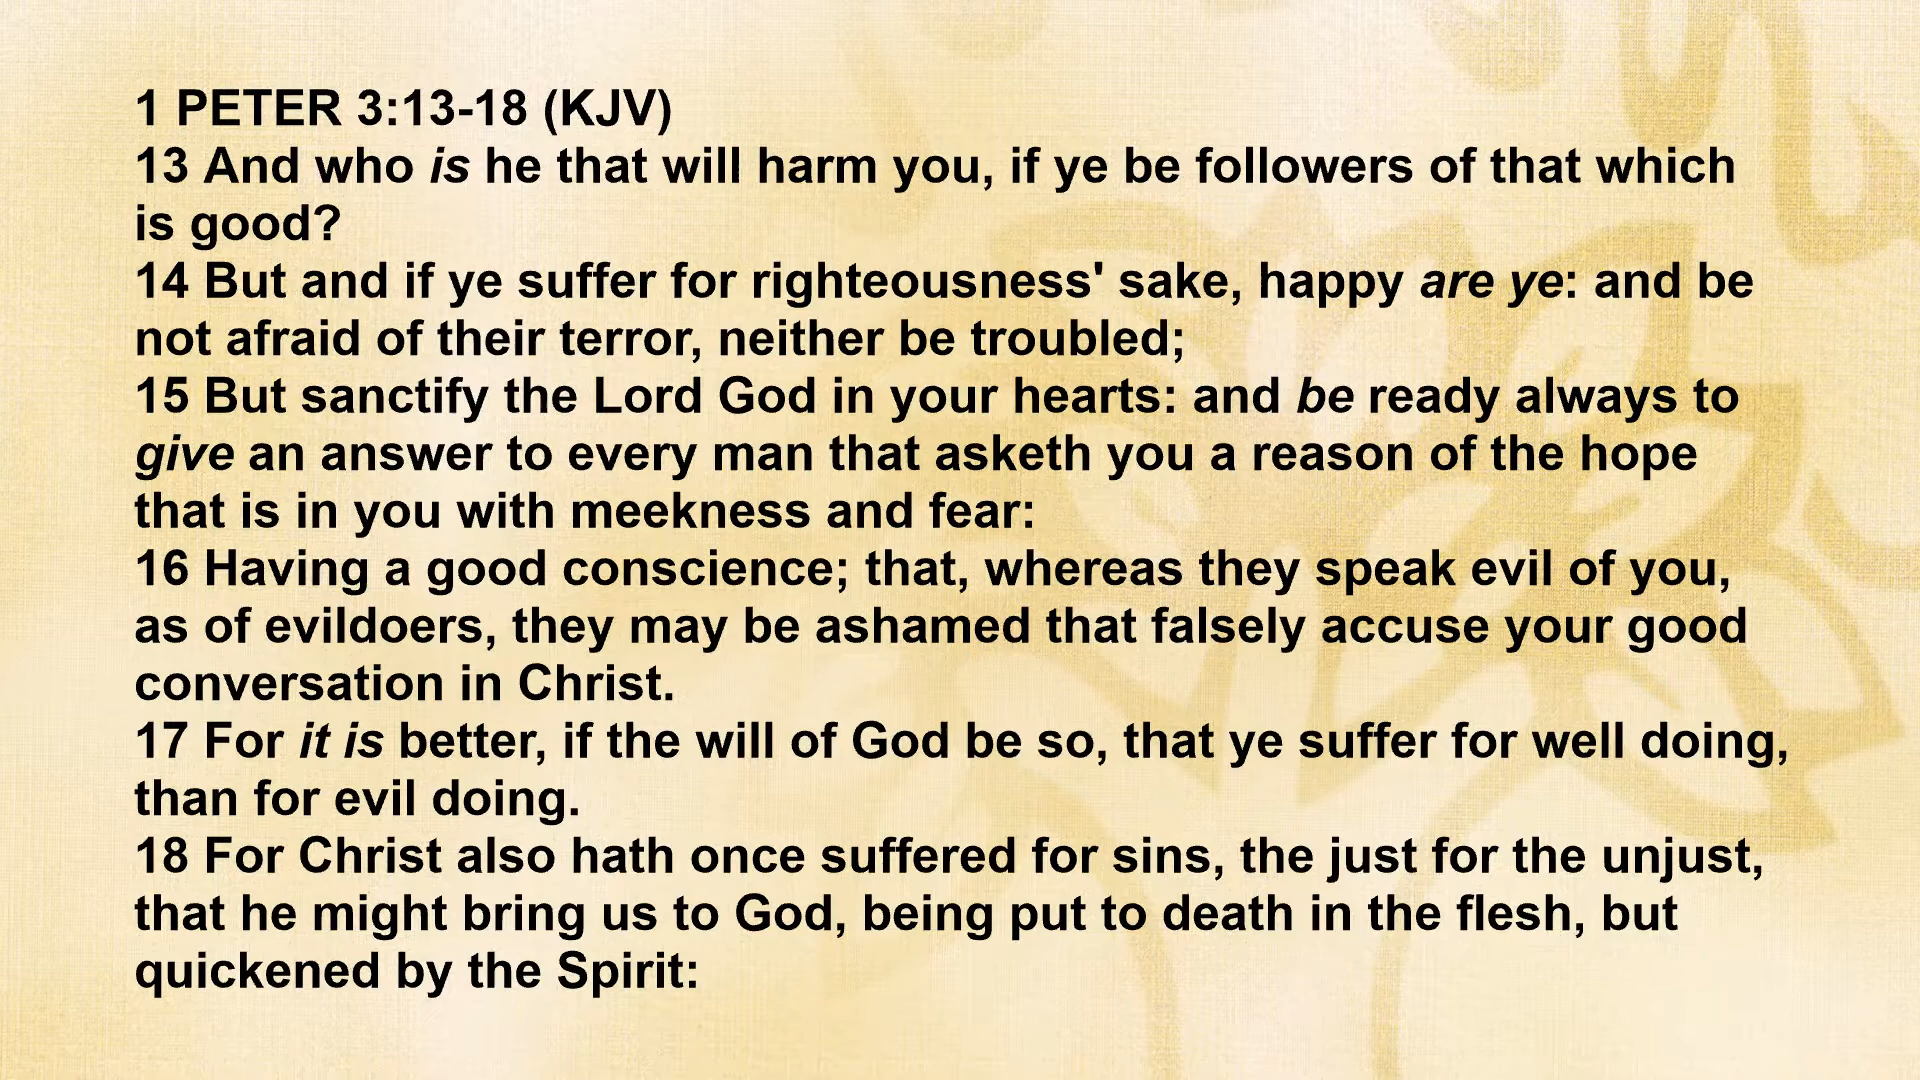 1 PETER 3:13-18 (KJV)
13 And who is he that will harm you, if ye be followers of that which
is good?
14 But and if ye suffer for righteousness' sake, happy are ye: and be
not afraid of their terror, neither be troubled;
15 But sanctify the Lord God in your hearts: and be ready always to
give an answer to every man that asketh you a reason of the hope
that is in you with meekness and fear:
16 Having a good conscience; that, whereas they speak evil of you,
as of evildoers, they may be ashamed that falsely accuse your good
conversation in Christ.
17 For it is better, if the will of God be so, that ye suffer for well doing,
than for evil doing.
18 For Christ also hath once suffered for sins, the just for the unjust,
that he might bring us to God, being put to death in the flesh, but
quickened by the Spirit: